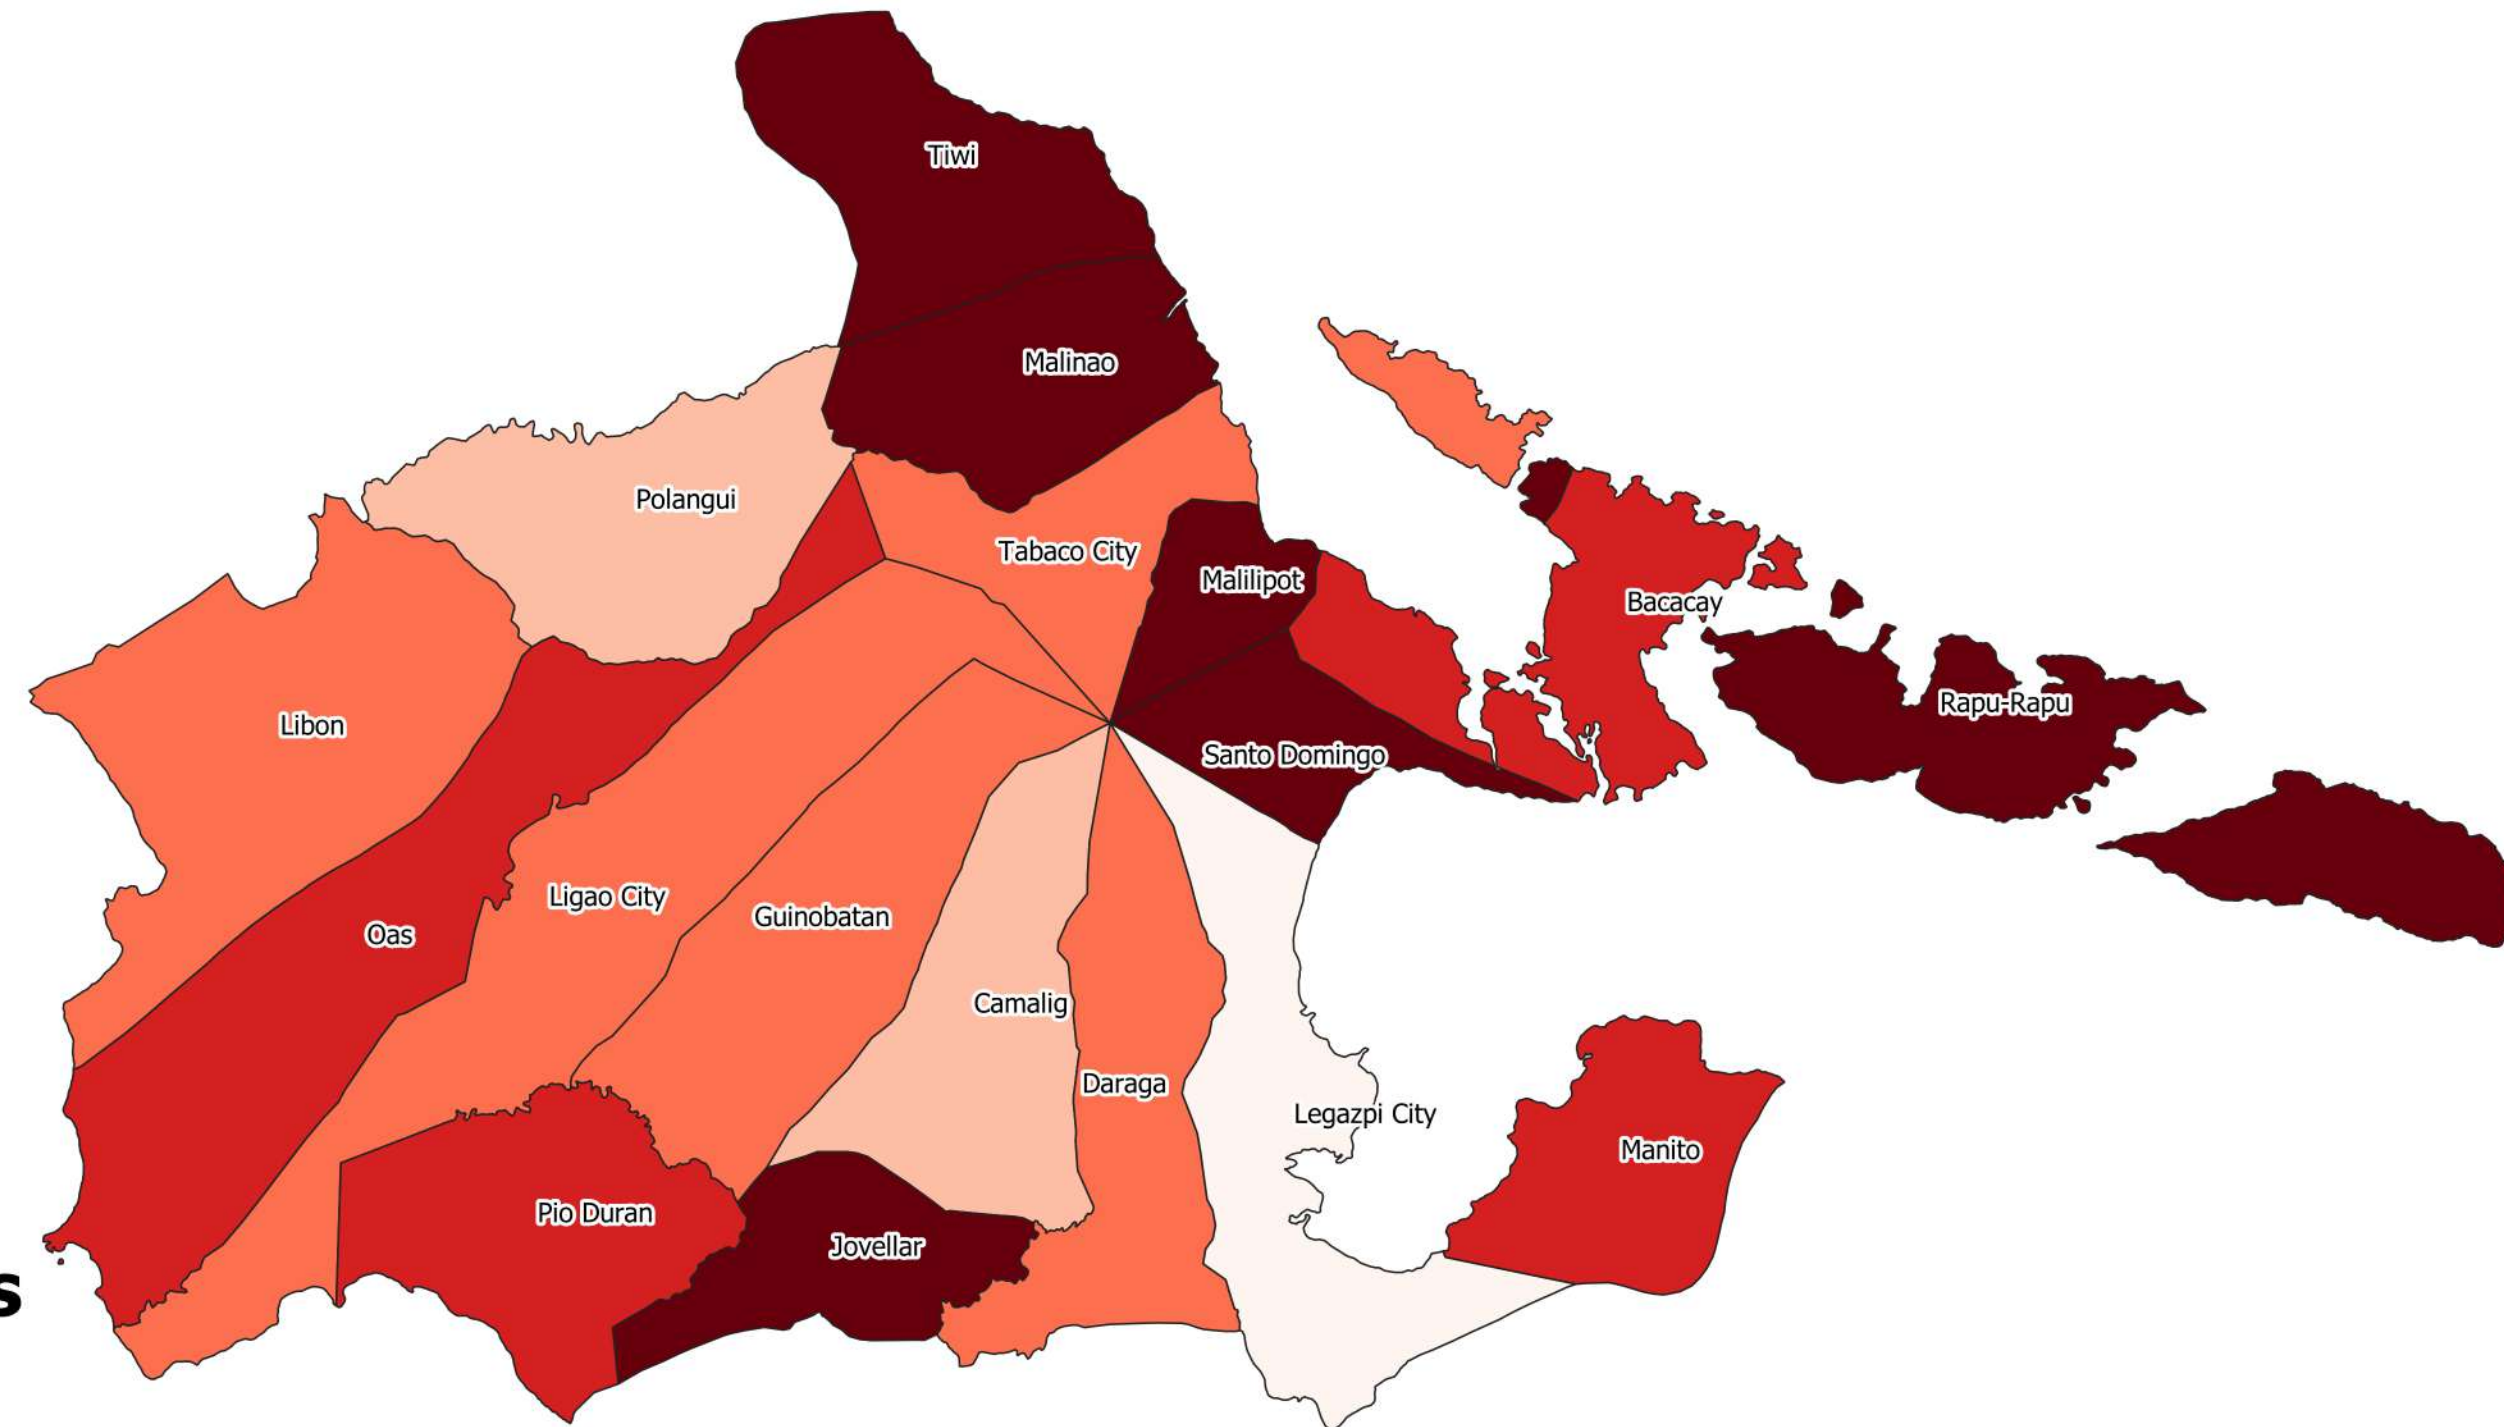 Tiwi
Malinao
Polangui
Tabaco City
Malilipot
Bacacay
Rapu-Rapu
Libon
Santo Domingo
Ligao City
Guinobatan
Oas
Camalig
Daraga
Legazpi City
Manito
Pio Duran
Jovellar
s